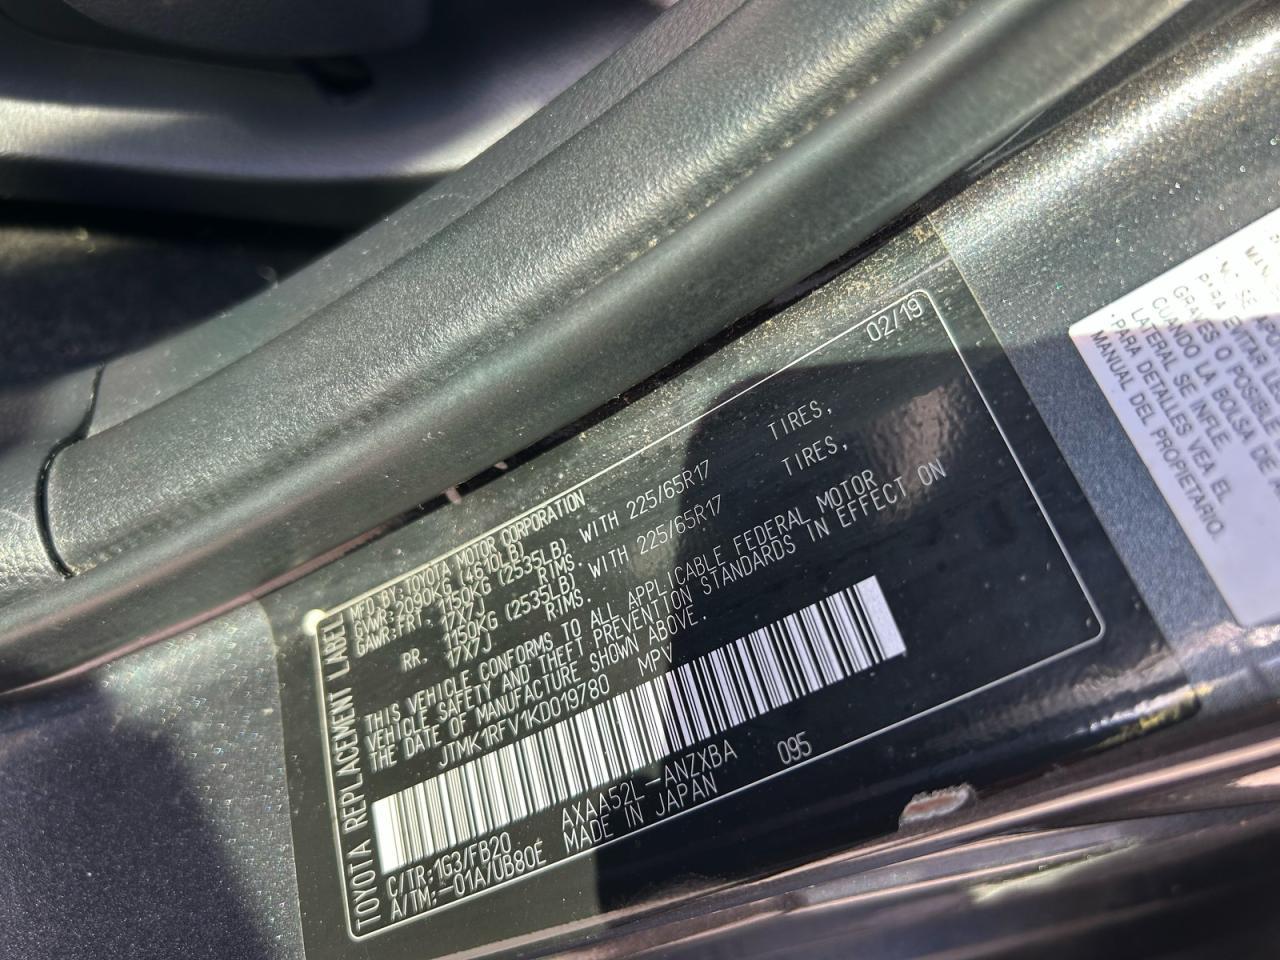 TOYOTA REPLACEMENT LABEL
02/19
MFD.BY:TOYOTA MOTOR CORPORATION
GVWR:2090KG(4610LB)
GAWR:FRT. 1150KG (2535LB) WITH 225/65R17 TIRES,
17X7J RIMS.
RR. 1150KG (2535LB) WITH 225/65R17 TIRES,
17X7J RIMS.
THIS VEHICLE CONFORMS TO ALL APPLICABLE FEDERAL MOTOR
VEHICLE SAFETY AND THEFT PREVENTION STANDARDS IN EFFECT ON
THE DATE OF MANUFACTURE SHOWN ABOVE.
JTMK1RFV1KD019780 MPV
C/TR:1G3/FB20 AXAA52L-ANZXBA 095
A/TM:-01A/UB80E MADE IN JAPAN
PARA EVITAR
GRAVES O POSIBLE
CUANDO LA BOLSA DE
LATERAL SE INFLE.
·PARA DETALLES VEA EL
MANUAL DEL PROPIETARIO.